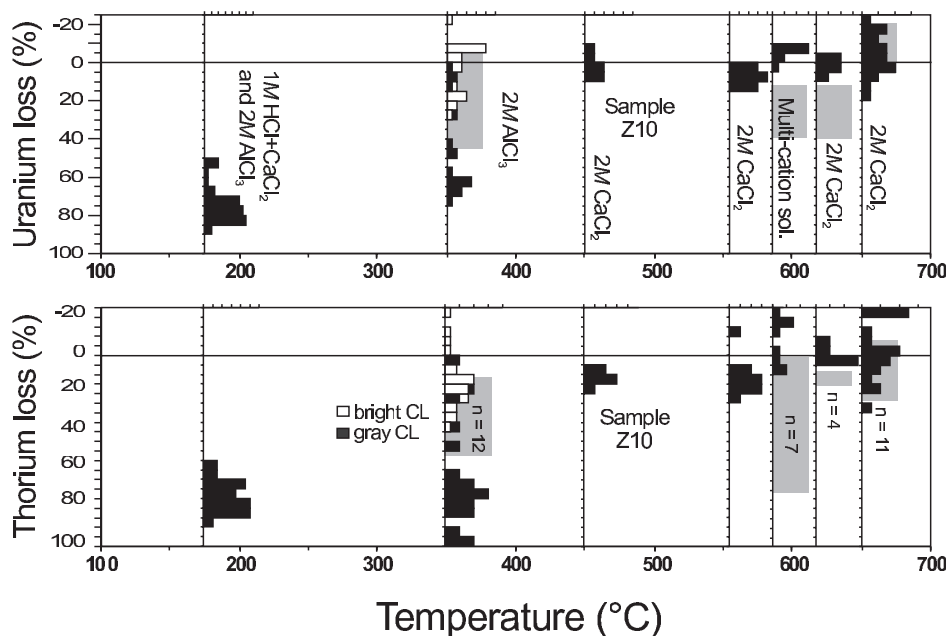 -20
0
20
40
60
80
100
Uranium loss (%)
1M HCl+CaCl₂
and 2M AlCl₃
2M AlCl₃
2M CaCl₂
Sample
Z10
2M CaCl₂
Multi-cation sol.
2M CaCl₂
2M CaCl₂
100
200
300
400
500
600
700
-20
0
20
40
60
80
100
Thorium loss (%)
bright CL
gray CL
n = 12
Sample
Z10
n = 7
n = 4
n = 11
100
200
300
400
500
600
700
Temperature (°C)